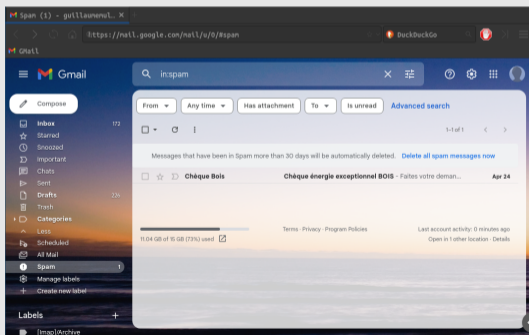 Spam (1) - guillaumenul...
https://mail.google.com/mail/u/0/#spam
DuckDuckGo
GMail
Gmail
in:spam
Compose
From
Any time
Has attachment
To
Is unread
Advanced search
Inbox 172
Starred
Snoozed
Important
Chats
Sent
Drafts
Trash
Categories
Less
Scheduled
All Mail
Spam 1
Manage labels
Create new label
Labels
[Imap]/Archive
1–1 of 1
Messages that have been in Spam more than 30 days will be automatically deleted. Delete all spam messages now
Chèque Bois Chèque énergie exceptionnel BOIS - Faites votre deman... Apr 24
11.04 GB of 15 GB (73%) used
Terms · Privacy · Program Policies
Last account activity: 0 minutes ago
Open in 1 other location · Details